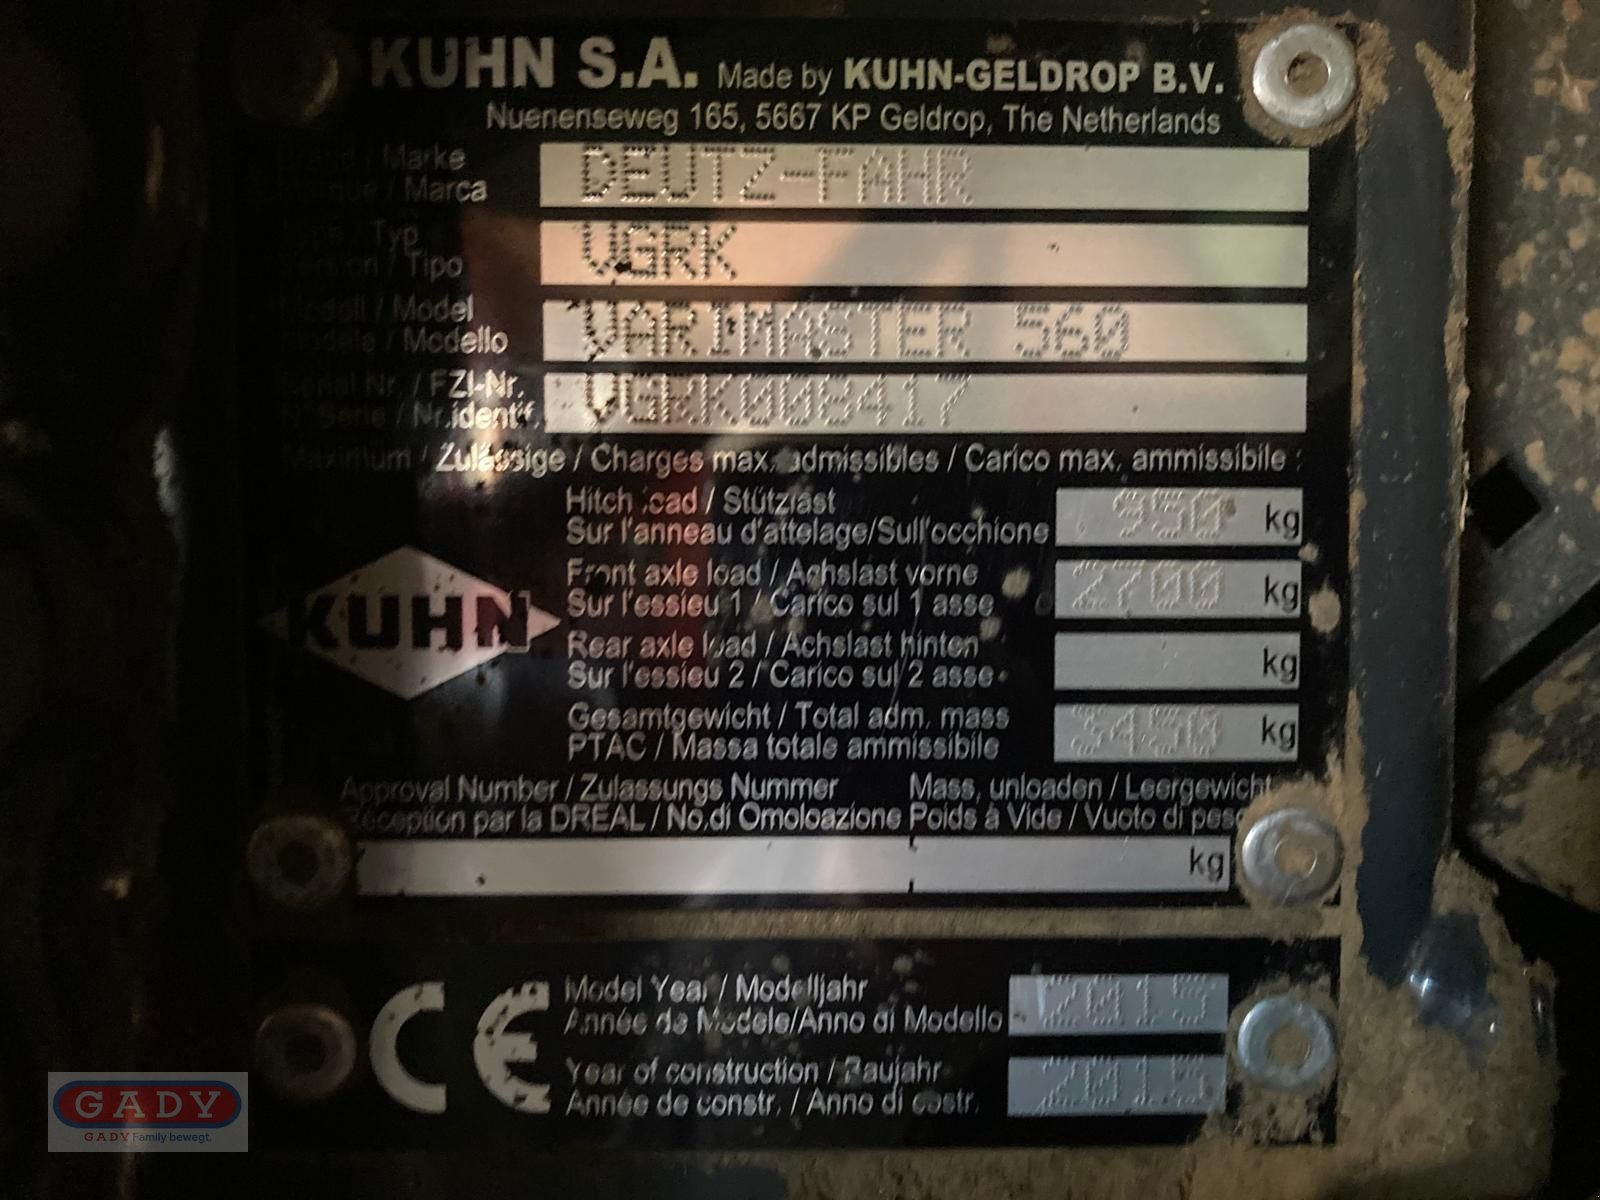 KUHN S.A. Made by KUHN-GELDROP B.V.
Nuenenseweg 165, 5667 KP Geldrop, The Netherlands
/ Marke
/ Marca
DEUTZ-FAHR
/ Typ
/ Tipo
VGRK
/ Model
/ Modello
VARIMASTER 560
/ FZI-Nr.
/ Nr.identif.
VGRK008417
Maximum / Zulässige / Charges max. admissibles / Carico max. ammissibile :
Hitch load / Stützlast
Sur l'anneau d'attelage/Sull'occhione
950 kg
Front axle load / Achslast vorne
Sur l'essieu 1 / Carico sul 1 asse
2700 kg
KUHN
Rear axle load / Achslast hinten
Sur l'essieu 2 / Carico sul 2 asse
kg
Gesamtgewicht / Total adm. mass
PTAC / Massa totale ammissibile
3450 kg
Approval Number / Zulassungs Nummer Mass, unloaden / Leergewicht
Réception par la DREAL / No.di Omoloazione Poids à Vide / Vuoto di peso
kg
CE
Model Year / Modelljahr
Année de Modele/Anno di Modello
2015
Year of construction / Baujahr
Année de constr. / Anno di costr.
2015
GADY
GADY Family bewegt.